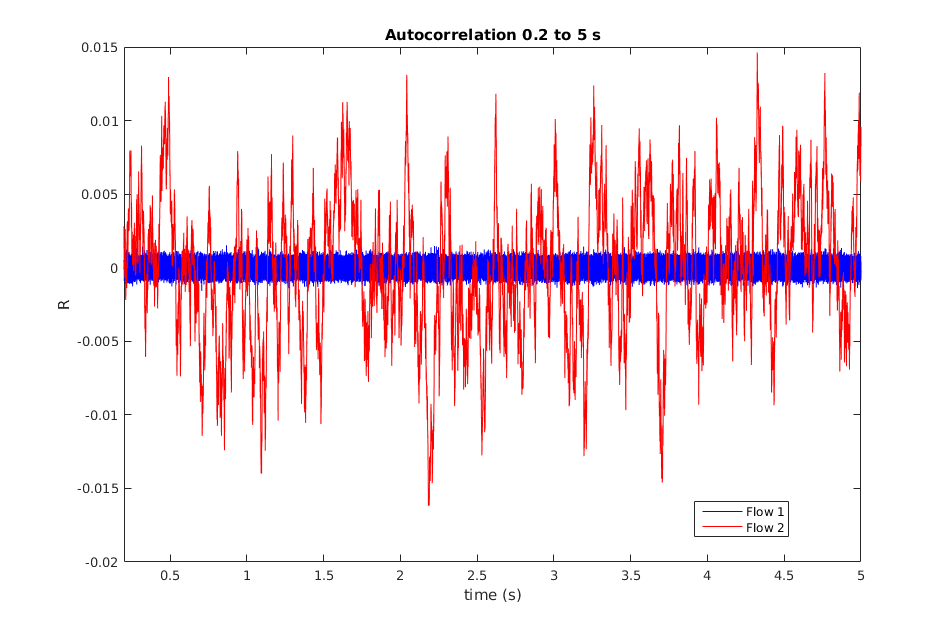 Autocorrelation 0.2 to 5 s
0.015
0.01
0.005
0
-0.005
-0.01
-0.015
-0.02
R
0.5 1 1.5 2 2.5 3 3.5 4 4.5 5
time (s)
Flow 1
Flow 2